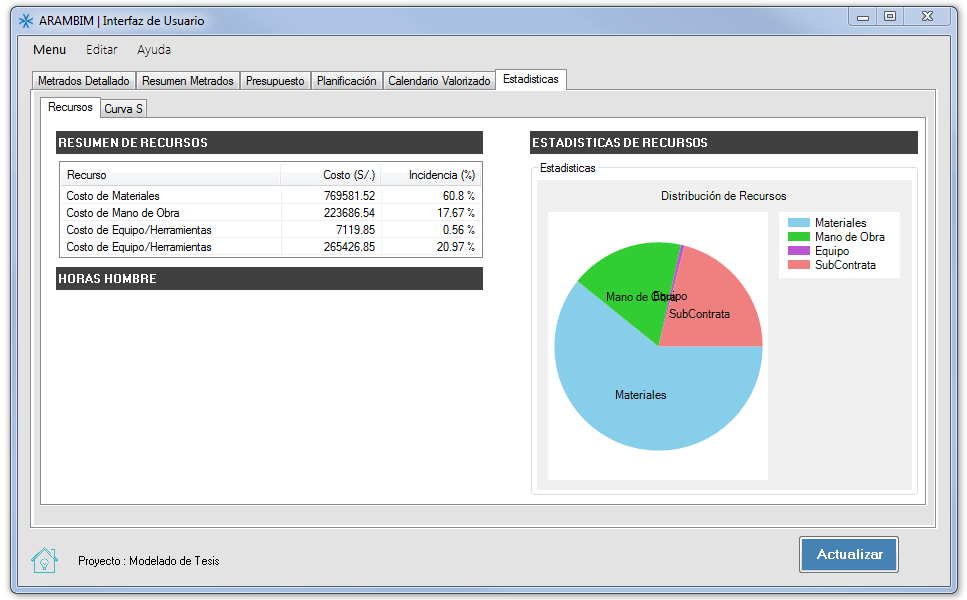 ARAMBIM | Interfaz de Usuario
Menu Editar Ayuda
Metrados Detallado Resumen Metrados Presupuesto Planificación Calendario Valorizado Estadisticas
Recursos Curva S
RESUMEN DE RECURSOS
Recurso Costo (S/.) Incidencia (%)
Costo de Materiales 769581.52 60.8 %
Costo de Mano de Obra 223686.54 17.67 %
Costo de Equipo/Herramientas 7119.85 0.56 %
Costo de Equipo/Herramientas 265426.85 20.97 %
HORAS HOMBRE
ESTADISTICAS DE RECURSOS
Estadisticas
Distribución de Recursos
Materiales
Mano de Obra
Equipo
SubContrata
Mano de Obra
Equipo
SubContrata
Materiales
Proyecto : Modelado de Tesis
Actualizar